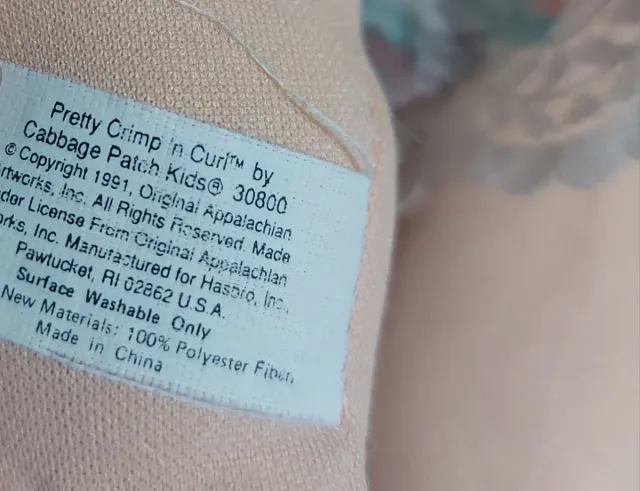 Pretty Crimp 'n Curl™ by
Cabbage Patch Kids® 30800
© Copyright 1991, Original Appalachian
rtworks, Inc. All Rights Reserved. Made
der License From Original Appalachian
rks, Inc. Manufactured for Hasbro, Inc.,
Pawtucket, RI 02862 U.S.A.
Surface Washable Only
New Materials: 100% Polyester Fiber
Made in China